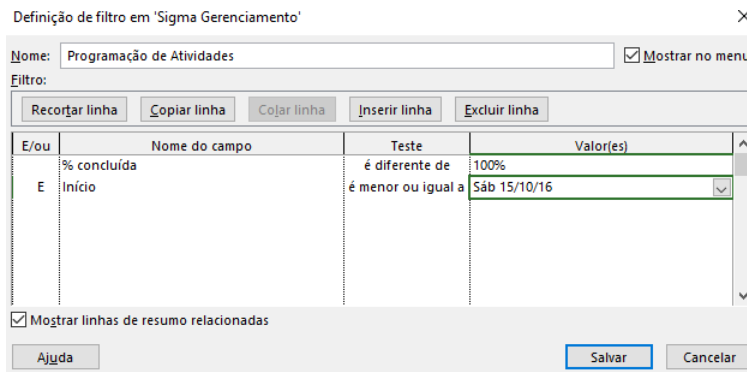 Definição de filtro em 'Sigma Gerenciamento'
Nome: Programação de Atividades Mostrar no menu
Filtro:
Recortar linha Copiar linha Colar linha Inserir linha Excluir linha
E/ou Nome do campo Teste Valor(es)
% concluída é diferente de 100%
E Início é menor ou igual a Sáb 15/10/16
Mostrar linhas de resumo relacionadas
Ajuda Salvar Cancelar